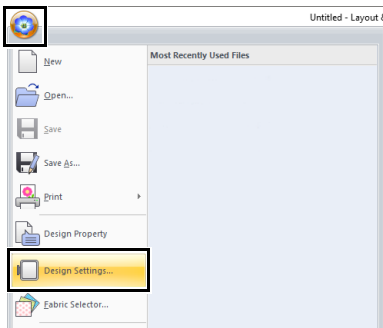 Untitled - Layout &
New
Most Recently Used Files
Open...
Save
Save As...
Print
Design Property
Design Settings...
Fabric Selector...